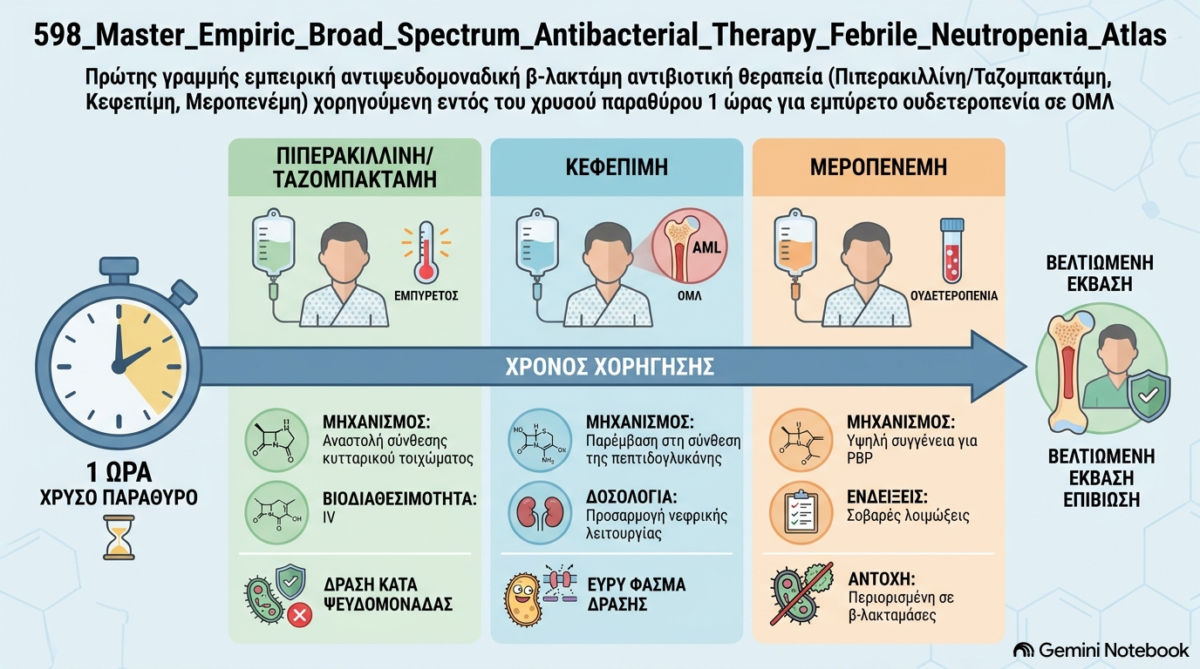 598_Master_Empiric_Broad_Spectrum_Antibacterial_Therapy_Febrile_Neutropenia_Atlas
Πρώτης γραμμής εμπειρική αντιψευδομοναδική β-λακτάμη αντιβιοτική θεραπεία (Πιπερακιλλίνη/Ταζομπακτάμη,
Κεφεπίμη, Μεροπενέμη) χορηγούμενη εντός του χρυσού παραθύρου 1 ώρας για εμπύρετο ουδετεροπενία σε ΟΜΛ
ΠΙΠΕΡΑΚΙΛΛΙΝΗ/
ΤΑΖΟΜΠΑΚΤΑΜΗ
ΕΜΠΥΡΕΤΟΣ
ΚΕΦΕΠΙΜΗ
AML
ΟΜΛ
ΜΕΡΟΠΕΝΕΜΗ
ΟΥΔΕΤΕΡΟΠΕΝΙΑ
ΧΡΟΝΟΣ ΧΟΡΗΓΗΣΗΣ
1 ΩΡΑ
ΧΡΥΣΟ ΠΑΡΑΘΥΡΟ
ΜΗΧΑΝΙΣΜΟΣ:
Αναστολή σύνθεσης
κυτταρικού τοιχώματος
ΒΙΟΔΙΑΘΕΣΙΜΟΤΗΤΑ:
IV
ΔΡΑΣΗ ΚΑΤΑ
ΨΕΥΔΟΜΟΝΑΔΑΣ
ΜΗΧΑΝΙΣΜΟΣ:
Παρέμβαση στη σύνθεση
της πεπτιδογλυκάνης
ΔΟΣΟΛΟΓΙΑ:
Προσαρμογή νεφρικής
λειτουργίας
ΕΥΡΥ ΦΑΣΜΑ
ΔΡΑΣΗΣ
ΜΗΧΑΝΙΣΜΟΣ:
Υψηλή συγγένεια για
PBP
ΕΝΔΕΙΞΕΙΣ:
Σοβαρές λοιμώξεις
ΑΝΤΟΧΗ:
Περιορισμένη σε
β-λακταμάσες
ΒΕΛΤΙΩΜΕΝΗ
ΕΚΒΑΣΗ
ΒΕΛΤΙΩΜΕΝΗ
ΕΚΒΑΣΗ
ΕΠΙΒΙΩΣΗ
Gemini Notebook